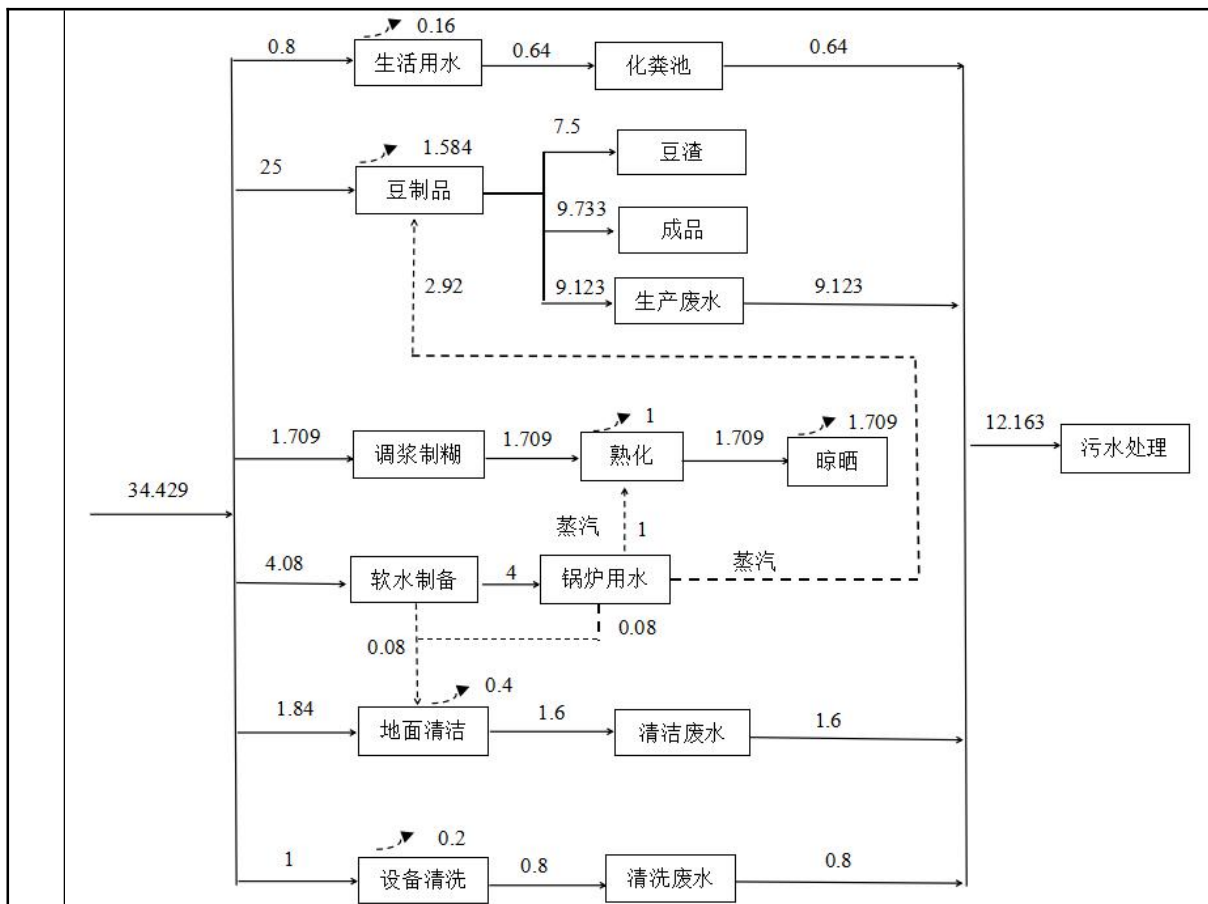 0.16
0.8
生活用水
0.64
化粪池
0.64
7.5
豆渣
1.584
25
豆制品
9.733
成品
2.92
9.123
生产废水
9.123
1
1.709
1.709
调浆制糊
1.709
熟化
1.709
晾晒
12.163
污水处理
34.429
蒸汽
1
4.08
软水制备
4
锅炉用水
蒸汽
0.08
0.08
0.4
1.84
地面清洁
1.6
清洁废水
1.6
0.2
1
设备清洗
0.8
清洗废水
0.8